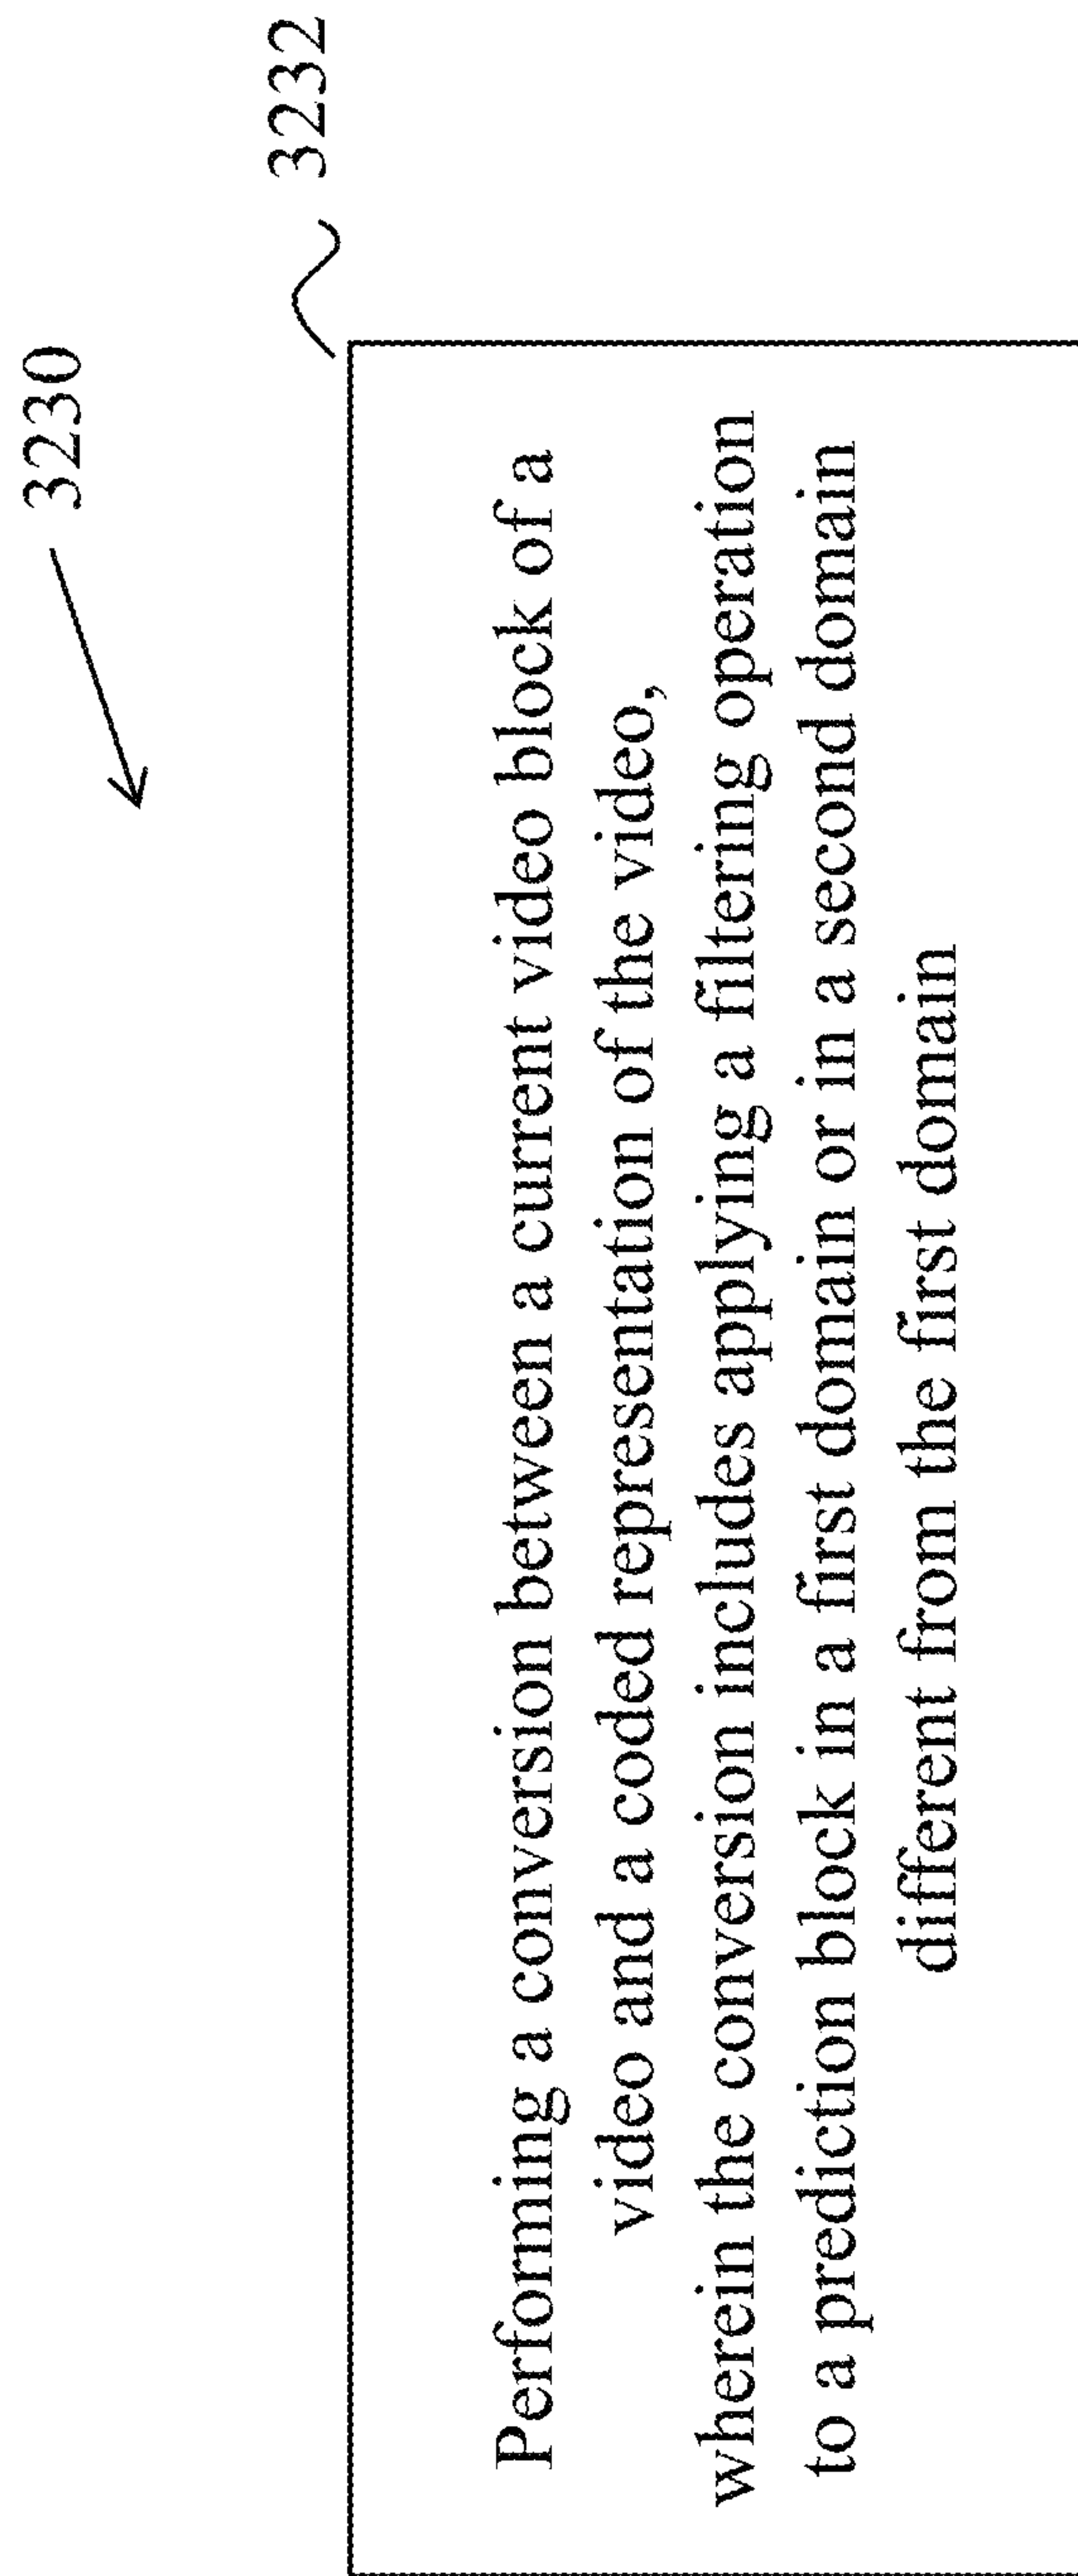 3230
3232
Performing a conversion between a current video block of a
video and a coded representation of the video,
wherein the conversion includes applying a filtering operation
to a prediction block in a first domain or in a second domain
different from the first domain